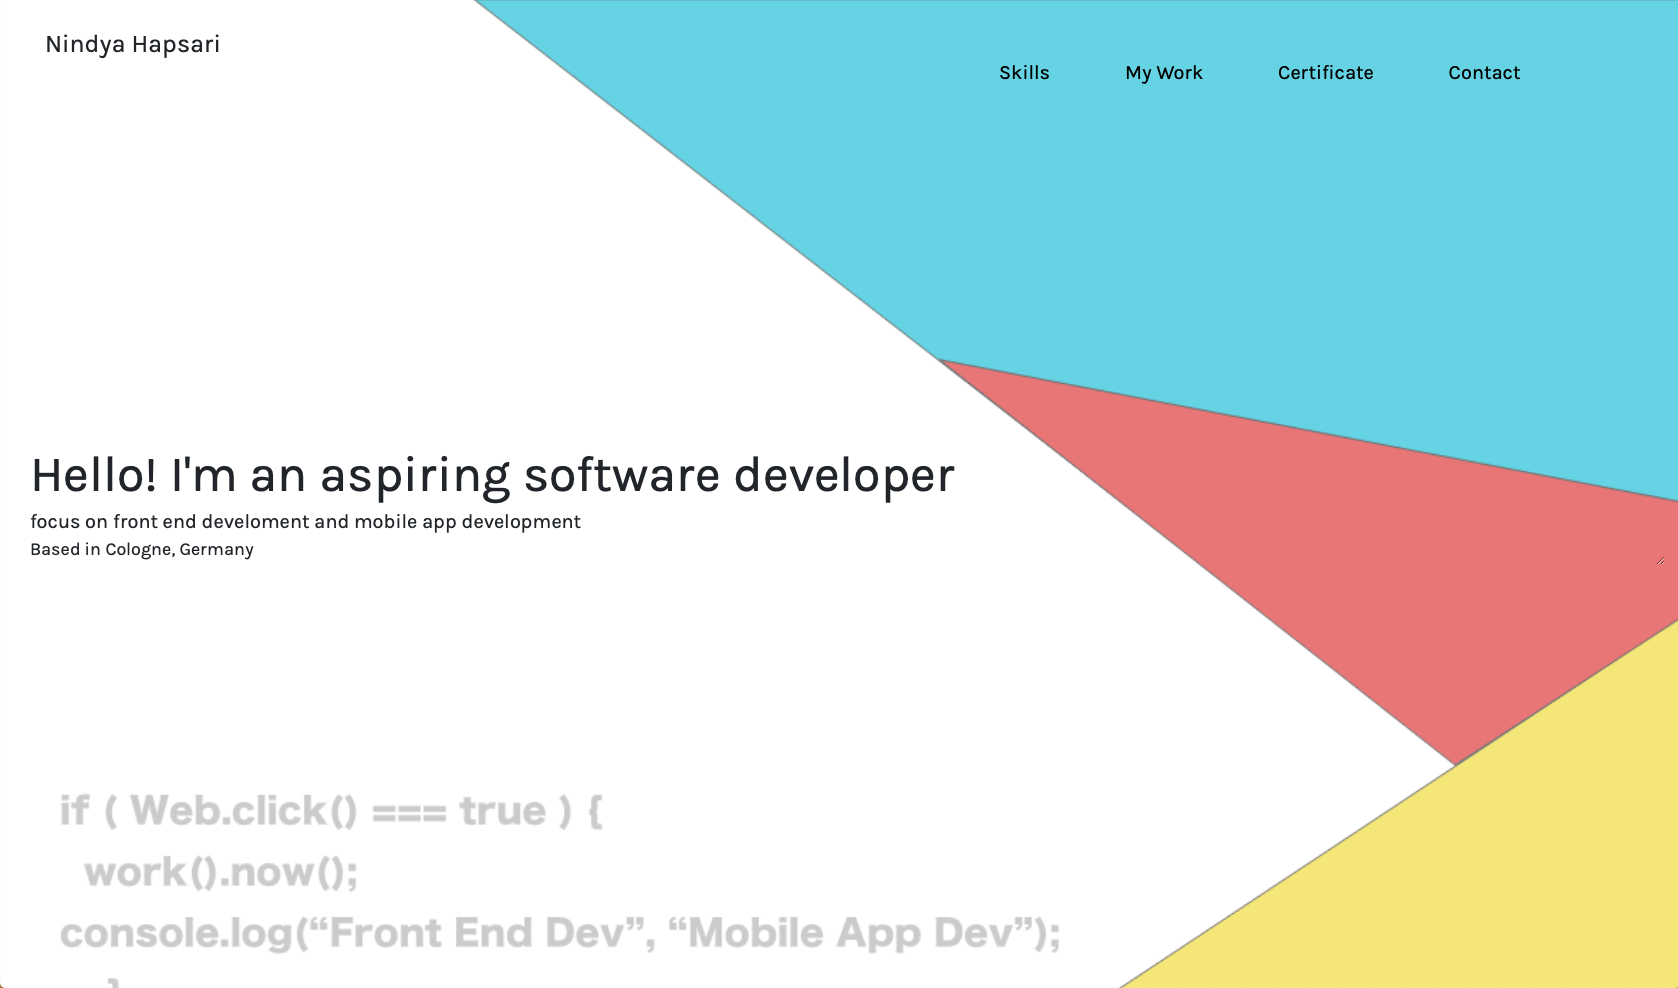 Nindya Hapsari
Skills
My Work
Certificate
Contact
Hello! I'm an aspiring software developer
focus on front end develoment and mobile app development
Based in Cologne, Germany
if ( Web.click() === true ) {
work().now();
console.log(“Front End Dev”, “Mobile App Dev”);
}